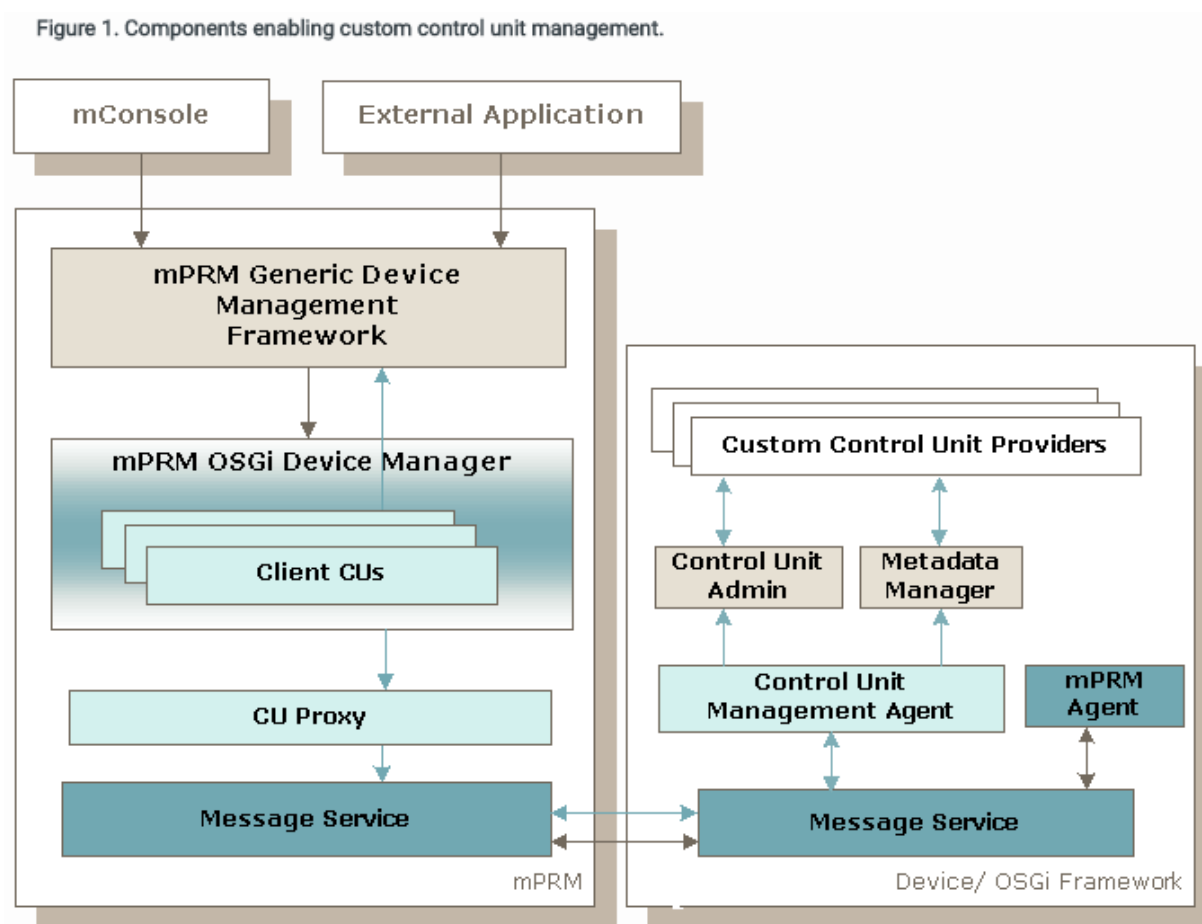 Figure 1. Components enabling custom control unit management.
mConsole
External Application
mPRM Generic Device
Management
Framework
mPRM OSGi Device Manager
Client CUs
CU Proxy
Message Service
mPRM
Custom Control Unit Providers
Control Unit
Admin
Metadada
Manager
Control Unit
Management Agent
mPRM
Agent
Message Service
Device/ OSGi Framework